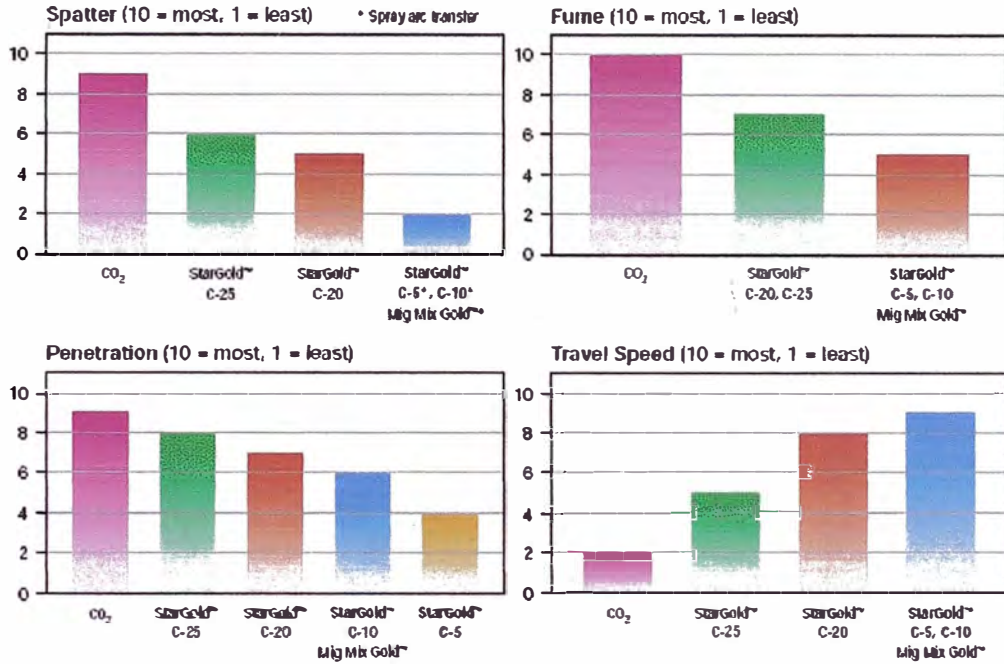 Spatter (10 = most, 1 = least)
* Spray arc transfer
10
8
6
4
2
0
CO₂
StarGold™
C-25
StarGold™
C-20
StarGold™
C-5*, C-10*
Mig Mix Gold™*
Fume (10 = most, 1 = least)
10
8
6
4
2
0
CO₂
StarGold™
C-20, C-25
StarGold™
C-5, C-10
Mig Mix Gold™
Penetration (10 = most, 1 = least)
10
8
6
4
2
0
CO₂
StarGold™
C-25
StarGold™
C-20
StarGold™
C-10
Mig Mix Gold™
StarGold™
C-5
Travel Speed (10 = most, 1 = least)
10
8
6
4
2
0
CO₂
StarGold™
C-25
StarGold™
C-20
StarGold™
C-5, C-10
Mig Mix Gold™